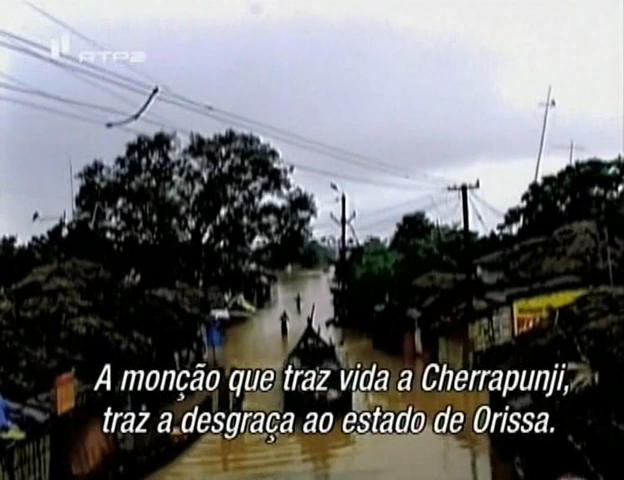 RTP2
A monção que traz vida a Cherrapunji,
traz a desgraça ao estado de Orissa.